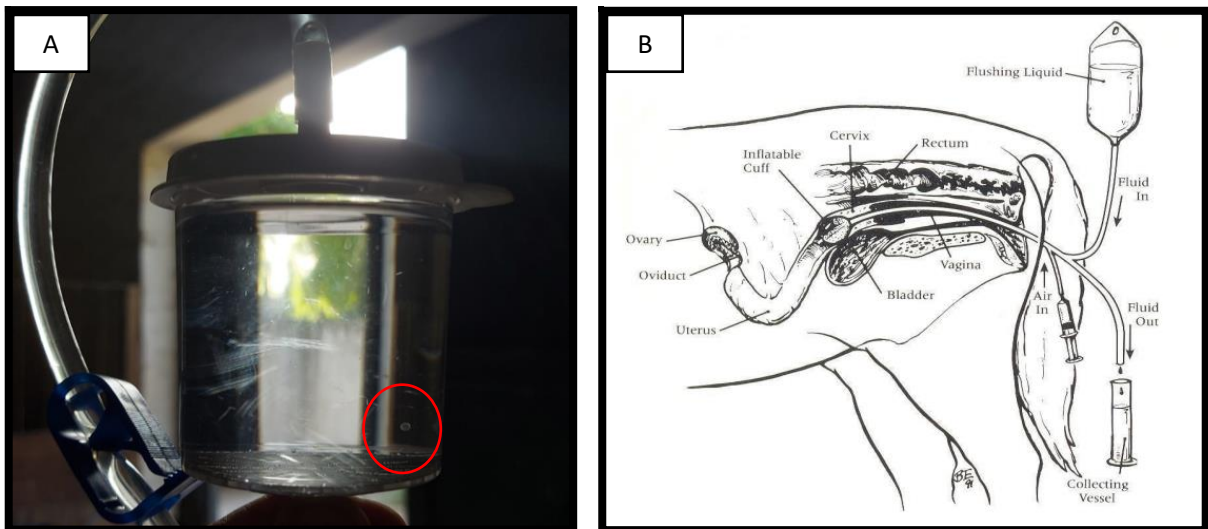 A
B
Flushing Liquid
Cervix
Rectum
Inflatable
Cuff
Fluid
In
Ovary
Oviduct
Vagina
Bladder
Air
In
Fluid
Out
Uterus
Collecting
Vessel